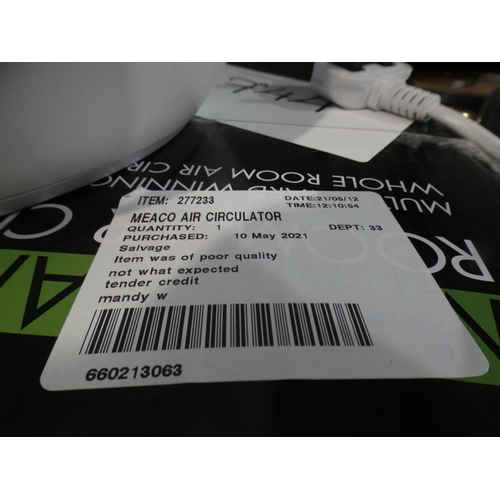 ITEM: 277233 DATE:21/05/12
TIME:12:10:54
MEACO AIR CIRCULATOR
QUANTITY: 1 DEPT: 33
PURCHASED: 10 May 2021
Salvage
Item was of poor quality
not what expected
tender credit
mandy w
660213063
WHOLE ROOM AIR CIR
WINNING
ROO